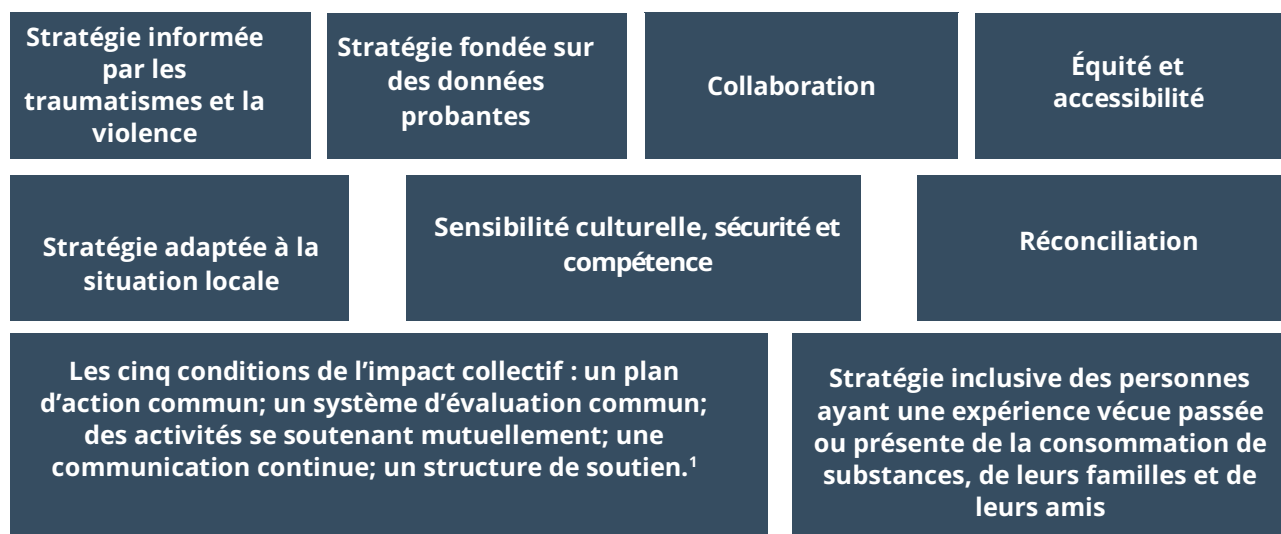 Stratégie informée
par les
traumatismes et la
violence
Stratégie fondée sur
des données
probantes
Collaboration
Équité et
accessibilité
Stratégie adaptée à la
situation locale
Sensibilité culturelle, sécurité et
compétence
Réconciliation
Les cinq conditions de l’impact collectif : un plan
d’action commun; un système d’évaluation commun;
des activités se soutenant mutuellement; une
communication continue; un structure de soutien.¹
Stratégie inclusive des personnes
ayant une expérience vécue passée
ou présente de la consommation de
substances, de leurs familles et de
leurs amis